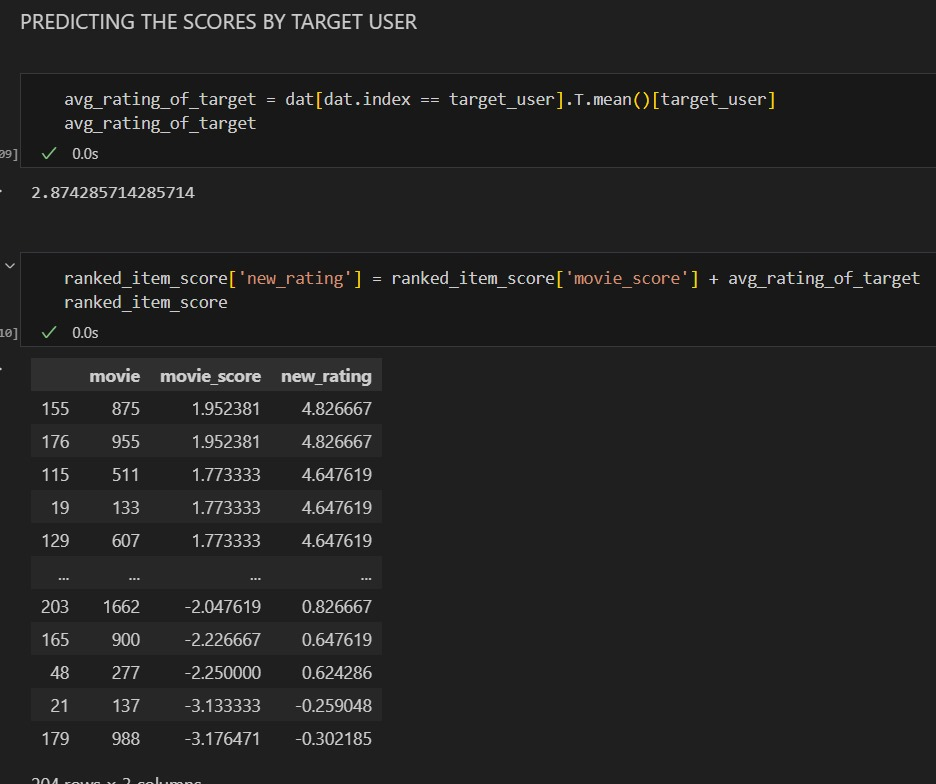 PREDICTING THE SCORES BY TARGET USER
avg_rating_of_target = dat[dat.index == target_user].T.mean()[target_user]
avg_rating_of_target
09] 0.0s
2.874285714285714
ranked_item_score['new_rating'] = ranked_item_score['movie_score'] + avg_rating_of_target
ranked_item_score
10] 0.0s
movie movie_score new_rating
155 875 1.952381 4.826667
176 955 1.952381 4.826667
115 511 1.773333 4.647619
19 133 1.773333 4.647619
129 607 1.773333 4.647619
... ... ... ...
203 1662 -2.047619 0.826667
165 900 -2.226667 0.647619
48 277 -2.250000 0.624286
21 137 -3.133333 -0.259048
179 988 -3.176471 -0.302185
204 rows × 3 columns